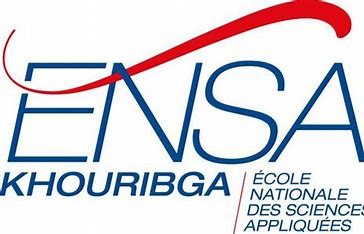 ENSA
KHOURIBGA
ÉCOLE
NATIONALE
DES SCIENCES
APPLIQUÉES